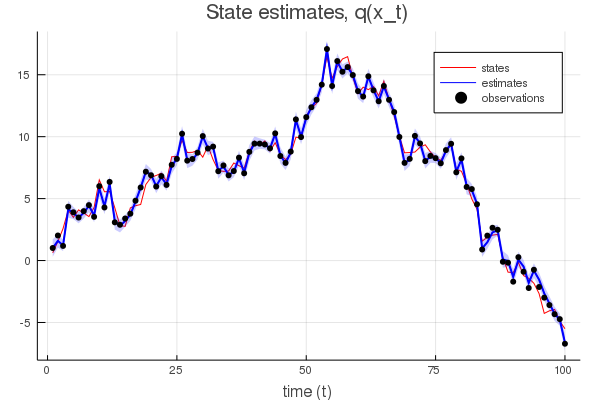 State estimates, q(x_t)
states
estimates
observations
15
10
5
0
-5
0
25
50
75
100
time (t)